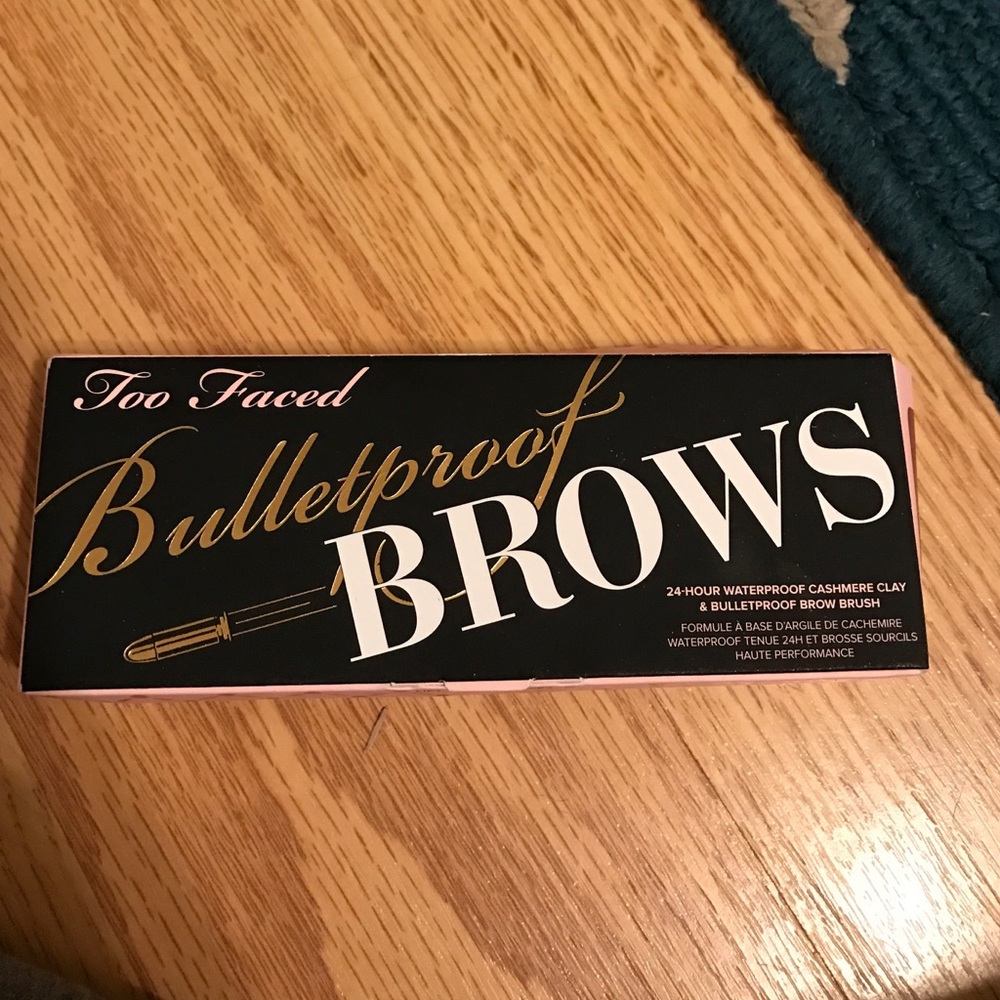 Too Faced
Bulletproof
BROWS
24-HOUR WATERPROOF CASHMERE CLAY
& BULLETPROOF BROW BRUSH
FORMULE À BASE D'ARGILE DE CACHEMIRE
WATERPROOF TENUE 24H ET BROSSE SOURCILS
HAUTE PERFORMANCE